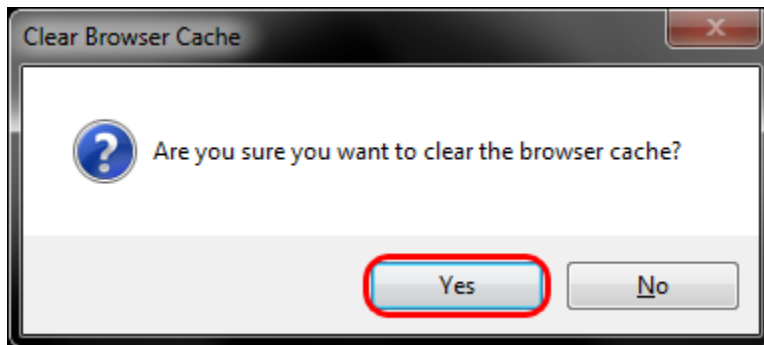 Clear Browser Cache
Are you sure you want to clear the browser cache?
Yes
No